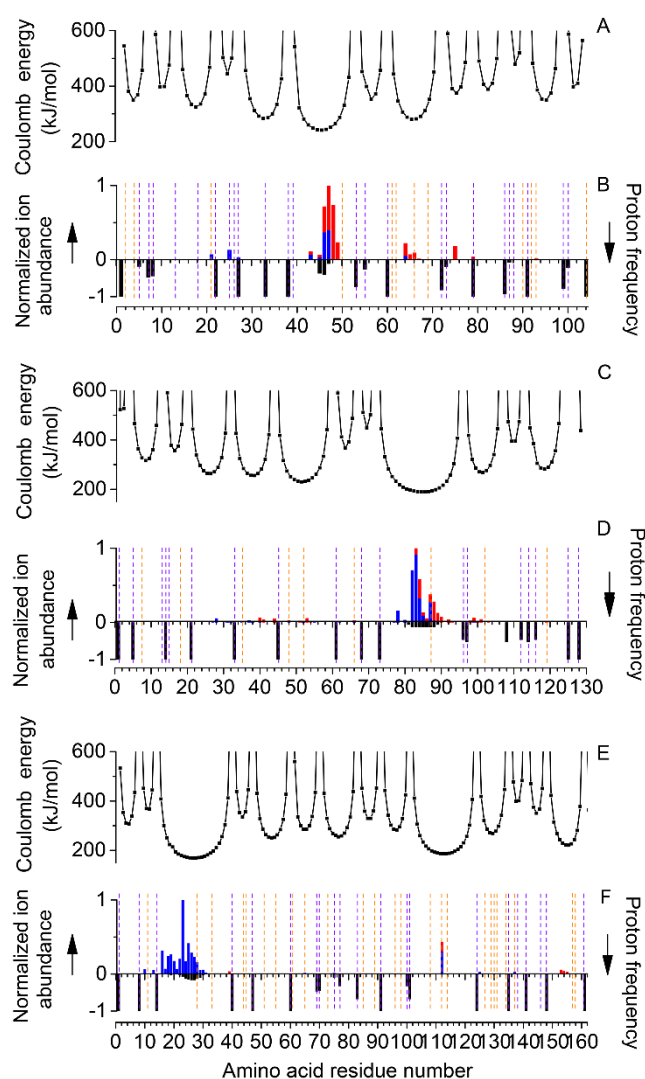 A
Coulomb energy
(kJ/mol)
600
400
200
B
Normalized ion
abundance
1
0
-1
Proton frequency
0 10 20 30 40 50 60 70 80 90 100
C
Coulomb energy
(kJ/mol)
600
400
200
D
Normalized ion
abundance
1
0
-1
Proton frequency
0 10 20 30 40 50 60 70 80 90 100 110 120 130
E
Coulomb energy
(kJ/mol)
600
400
200
F
Normalized ion
abundance
1
0
-1
Proton frequency
0 10 20 30 40 50 60 70 80 90 100 110 120 130 140 150 160
Amino acid residue number